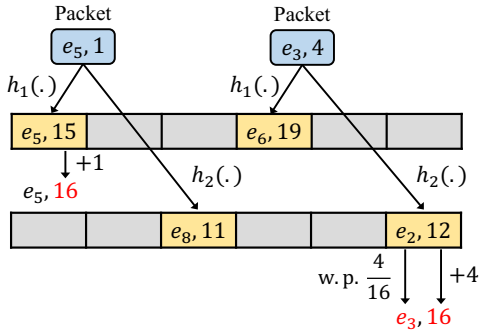 Packet Packet
e₅, 1 e₃, 4
h₁(.) h₁(.)
e₅, 15 e₆, 19
+1
e₅, 16
h₂(.) h₂(.)
e₈, 11 e₂, 12
w. p. 4/16 +4
e₃, 16